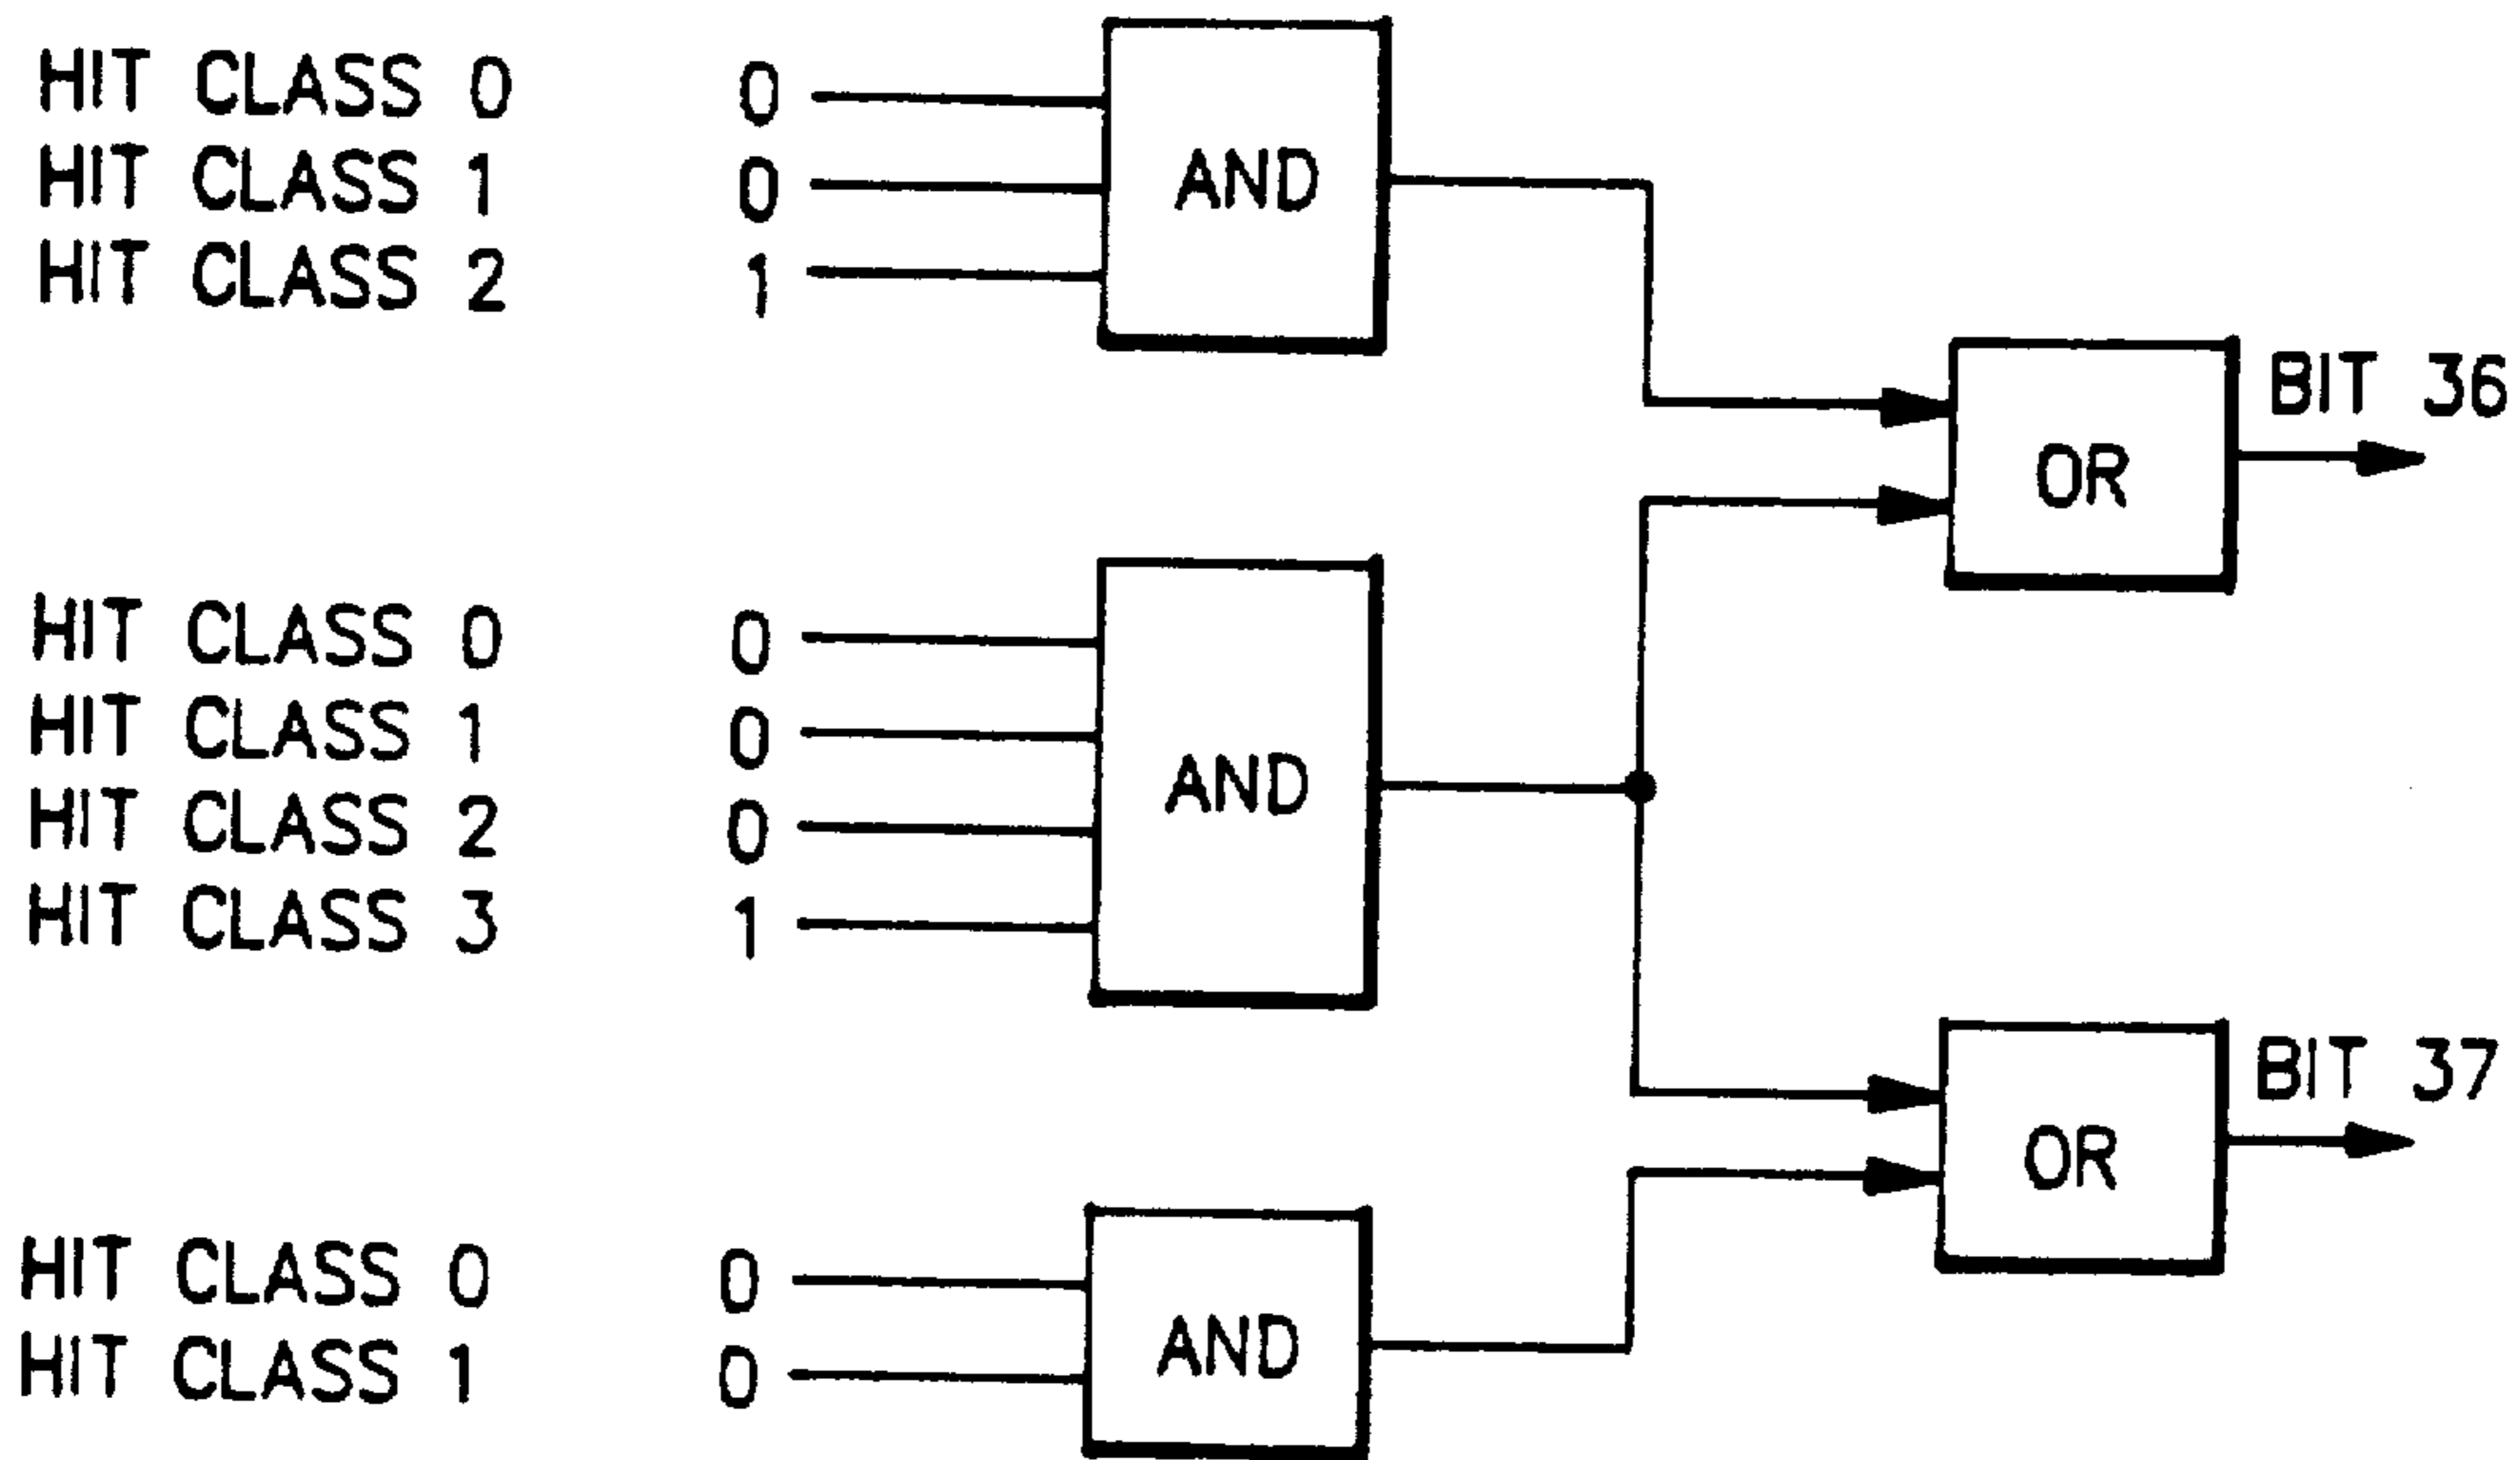 HIT CLASS 0 0
HIT CLASS 1 0
HIT CLASS 2 1
AND
BIT 36
OR
HIT CLASS 0 0
HIT CLASS 1 0
HIT CLASS 2 0
HIT CLASS 3 1
AND
BIT 37
OR
HIT CLASS 0 0
HIT CLASS 1 0
AND